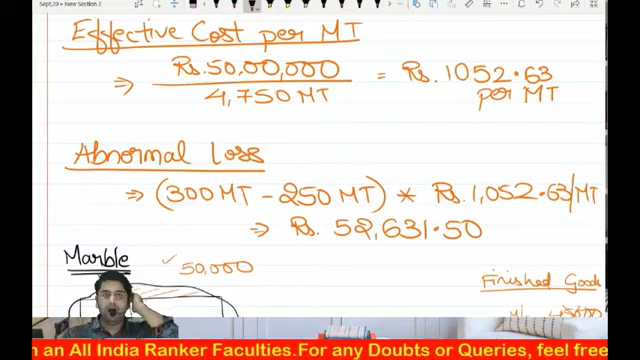 Sept.20 - New Section 2
Effective Cost per MT
⇒ Rs. 50,00,000 = Rs. 1052.63
4,750 MT per MT
Abnormal Loss
⇒ (300 MT - 250 MT) * Rs. 1,052.63/MT
⇒ Rs. 52,631.50
Marble
✓ 50,000
Finished Goods
m an All India Ranker Faculties.For any Doubts or Queries, feel free